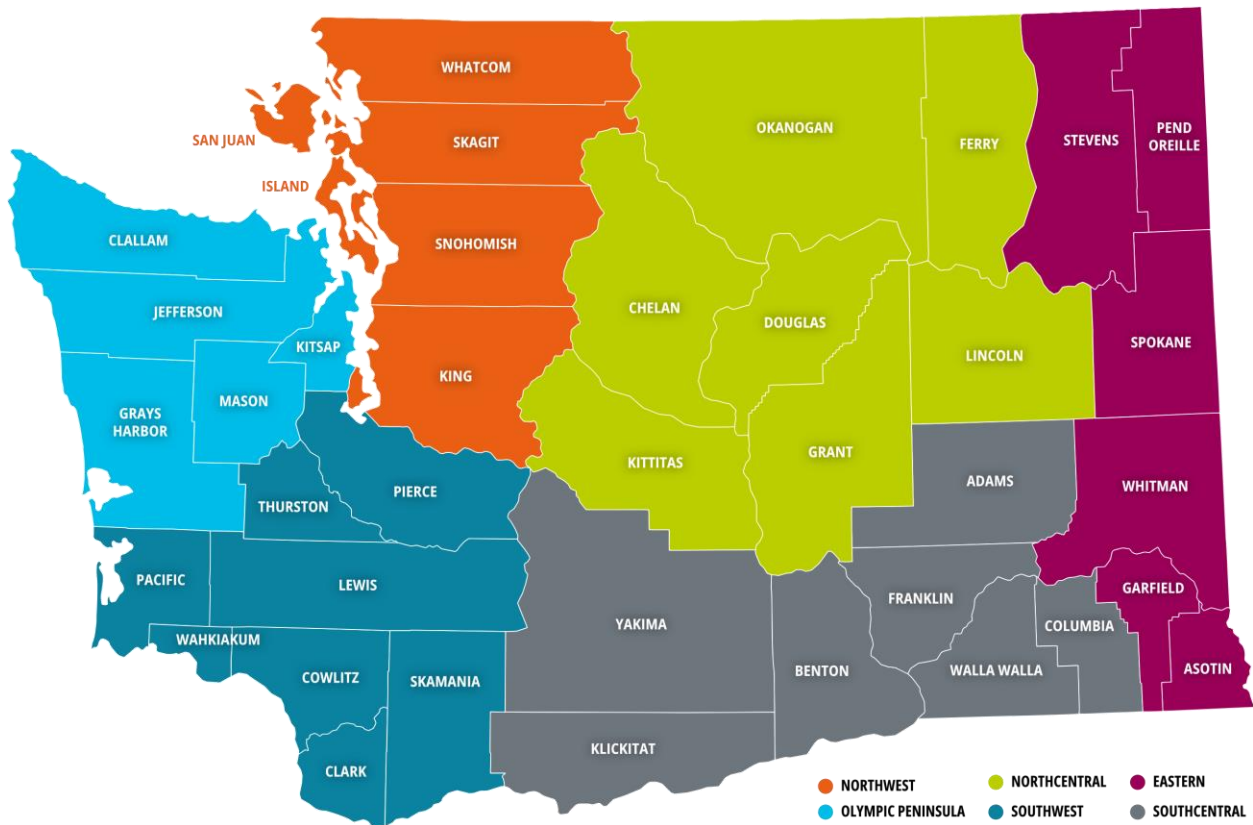 WHATCOM
OKANOGAN
FERRY
STEVENS
PEND
OREILLE
SAN JUAN
SKAGIT
ISLAND
CLALLAM
SNOHOMISH
JEFFERSON
CHELAN
DOUGLAS
KITSAP
LINCOLN
SPOKANE
KING
MASON
GRAYS
HARBOR
KITTITAS
GRANT
ADAMS
WHITMAN
PIERCE
THURSTON
PACIFIC
LEWIS
GARFIELD
FRANKLIN
YAKIMA
COLUMBIA
WAHKIAKUM
COWLITZ
SKAMANIA
BENTON
WALLA WALLA
ASOTIN
KLICKITAT
CLARK
NORTHWEST
NORTHCENTRAL
EASTERN
OLYMPIC PENINSULA
SOUTHWEST
SOUTHCENTRAL